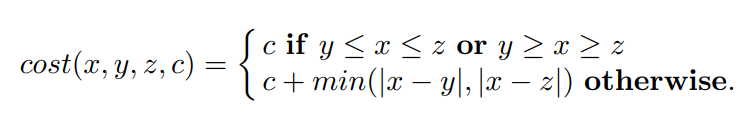 c if y ≤ x ≤ z or y ≥ x ≥ z
cost(x, y, z, c) = {
c + min(|x − y|, |x − z|) otherwise.